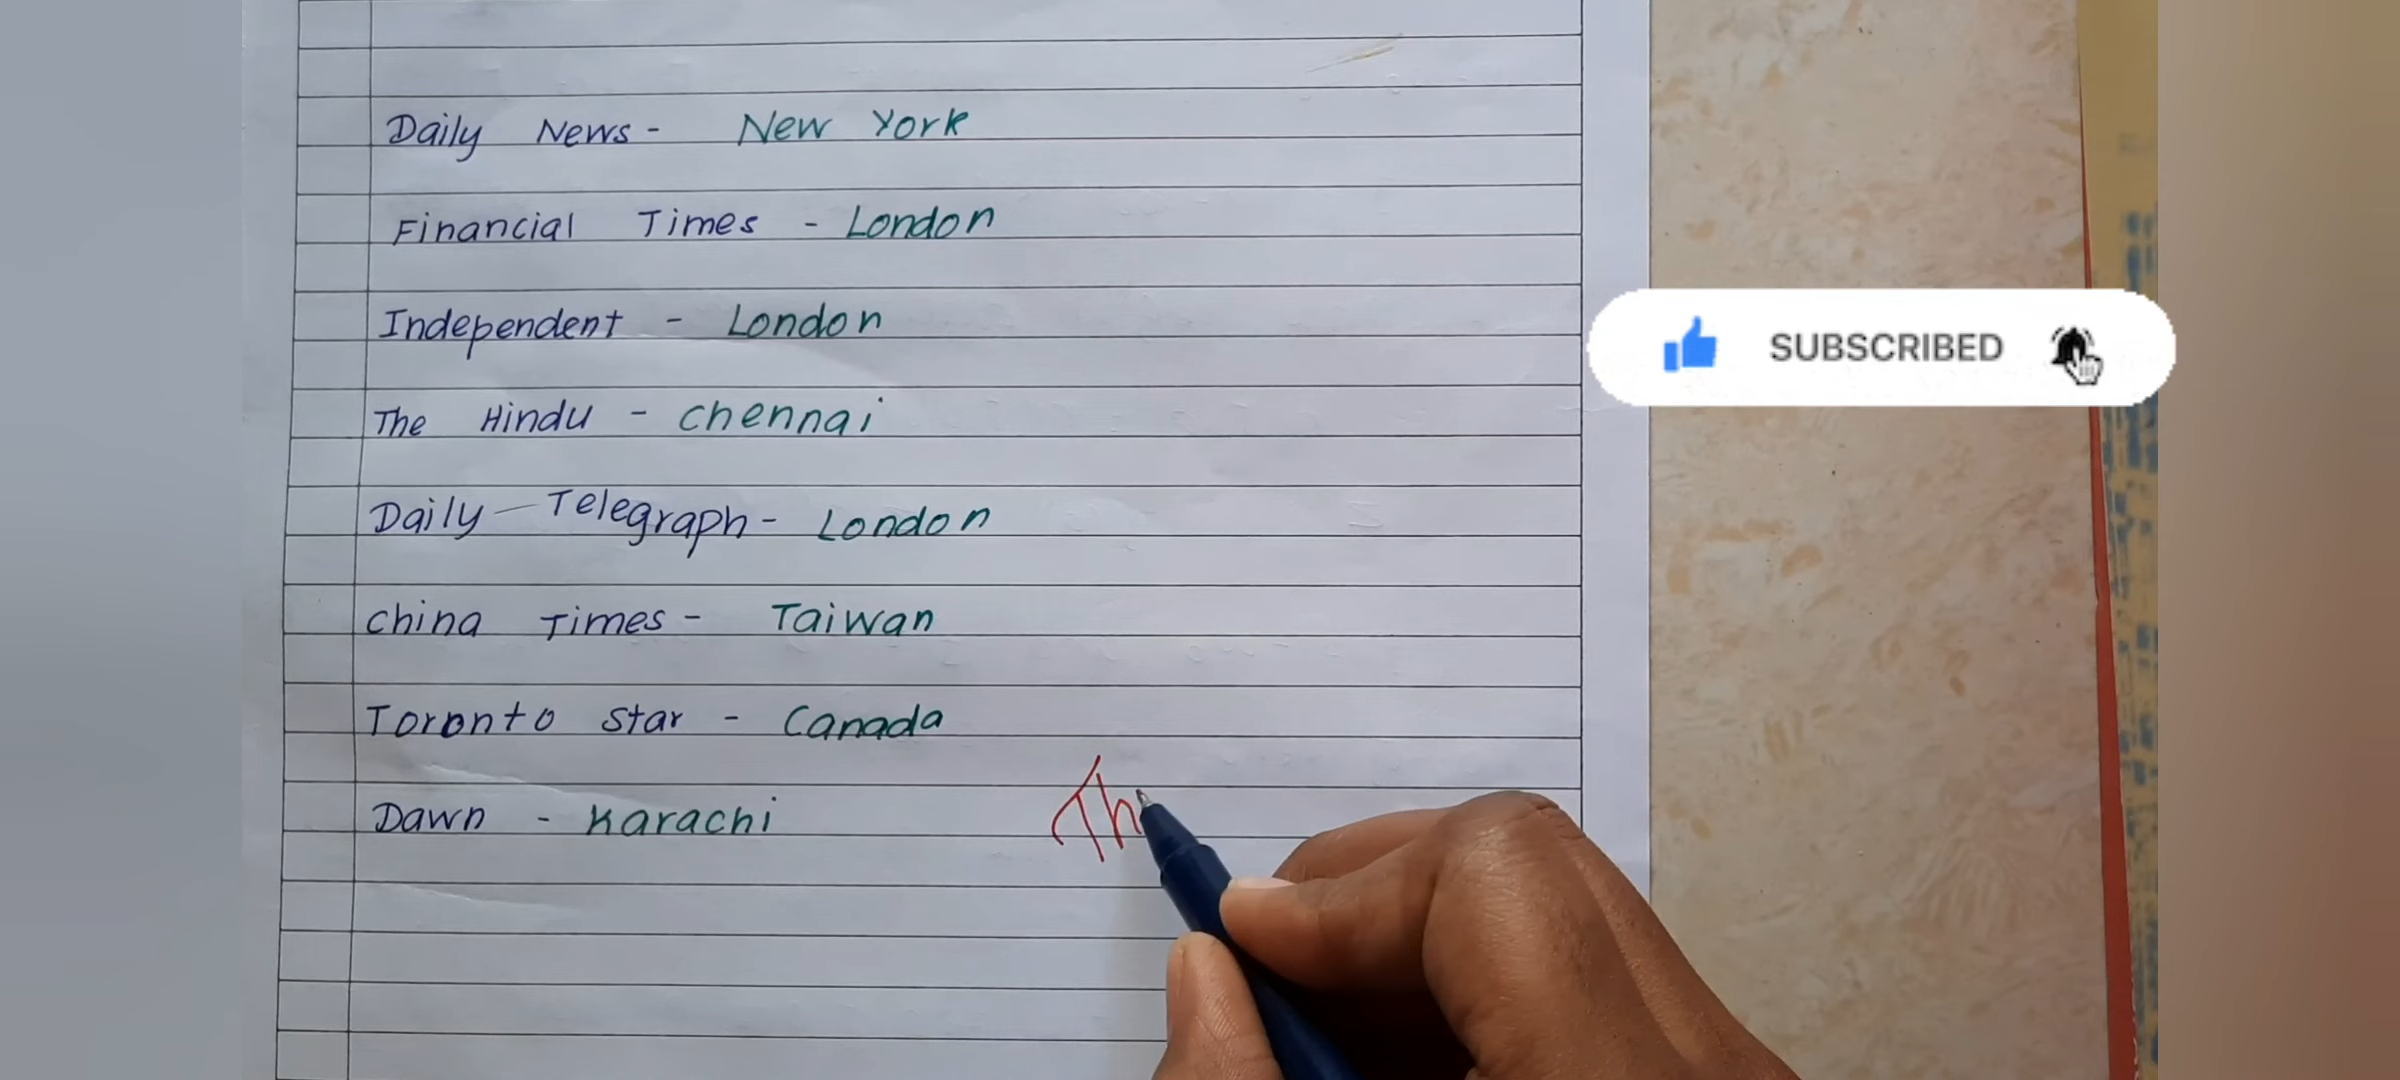 Daily News - New York
Financial Times - London
Independent - London
The Hindu - Chennai
Daily - Telegraph - London
China Times - Taiwan
Toronto Star - Canada
Dawn - Karachi
Th
SUBSCRIBED